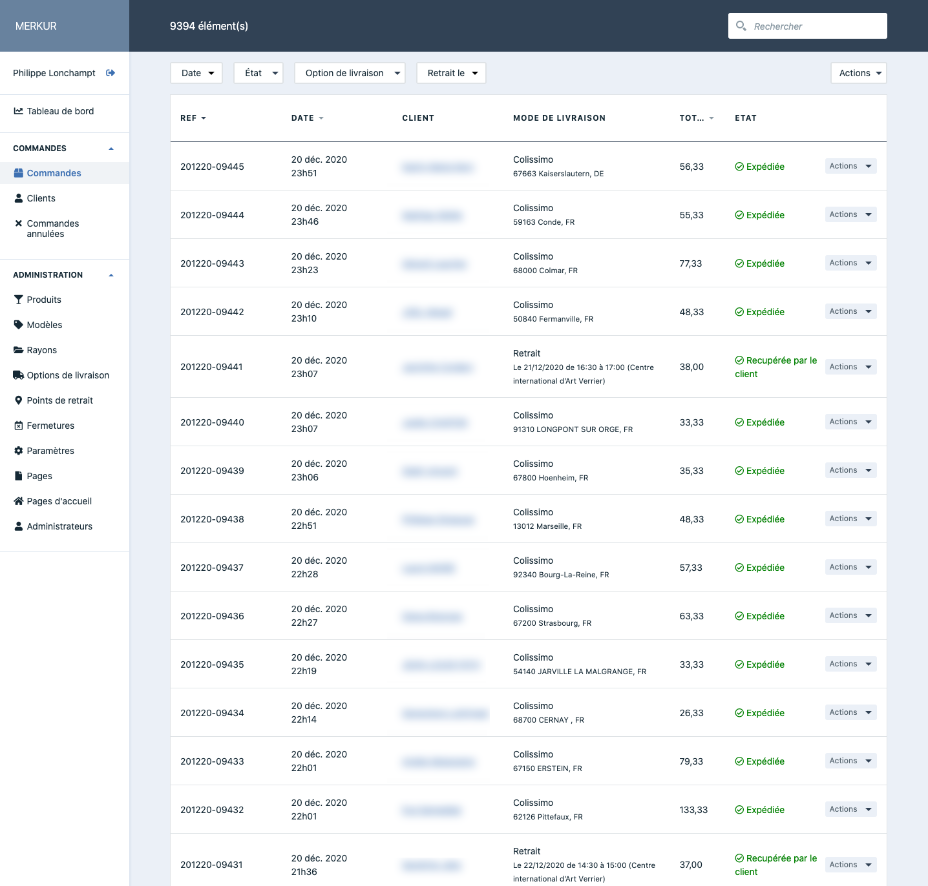 MERKUR
9394 élément(s)
Rechercher
Philippe Lonchampt
Date
État
Option de livraison
Retrait le
Actions
Tableau de bord
COMMANDES
Commandes
Clients
Commandes
annulées
ADMINISTRATION
Produits
Modèles
Rayons
Options de livraison
Points de retrait
Fermetures
Paramètres
Pages
Pages d'accueil
Administrateurs
REF DATE CLIENT MODE DE LIVRAISON TOT... ETAT
201220-09445
20 déc. 2020
23h51
Colissimo
67663 Kaiserslautern, DE
56,33
Expédiée
Actions
201220-09444
20 déc. 2020
23h46
Colissimo
59163 Conde, FR
55,33
Expédiée
Actions
201220-09443
20 déc. 2020
23h23
Colissimo
68000 Colmar, FR
77,33
Expédiée
Actions
201220-09442
20 déc. 2020
23h10
Colissimo
50840 Fermanville, FR
48,33
Expédiée
Actions
201220-09441
20 déc. 2020
23h07
Retrait
Le 21/12/2020 de 16:30 à 17:00 (Centre
international d'Art Verrier)
38,00
Recupérée par le
client
Actions
201220-09440
20 déc. 2020
23h07
Colissimo
91310 LONGPONT SUR ORGE, FR
33,33
Expédiée
Actions
201220-09439
20 déc. 2020
23h06
Colissimo
67800 Hoenheim, FR
35,33
Expédiée
Actions
201220-09438
20 déc. 2020
22h51
Colissimo
13012 Marseille, FR
48,33
Expédiée
Actions
201220-09437
20 déc. 2020
22h28
Colissimo
92340 Bourg-La-Reine, FR
57,33
Expédiée
Actions
201220-09436
20 déc. 2020
22h27
Colissimo
67200 Strasbourg, FR
63,33
Expédiée
Actions
201220-09435
20 déc. 2020
22h19
Colissimo
54140 JARVILLE LA MALGRANGE, FR
33,33
Expédiée
Actions
201220-09434
20 déc. 2020
22h14
Colissimo
68700 CERNAY , FR
26,33
Expédiée
Actions
201220-09433
20 déc. 2020
22h01
Colissimo
67150 ERSTEIN, FR
79,33
Expédiée
Actions
201220-09432
20 déc. 2020
22h01
Colissimo
62126 Pittefaux, FR
133,33
Expédiée
Actions
201220-09431
20 déc. 2020
21h36
Retrait
Le 22/12/2020 de 14:30 à 15:00 (Centre
international d'Art Verrier)
37,00
Recupérée par le
client
Actions